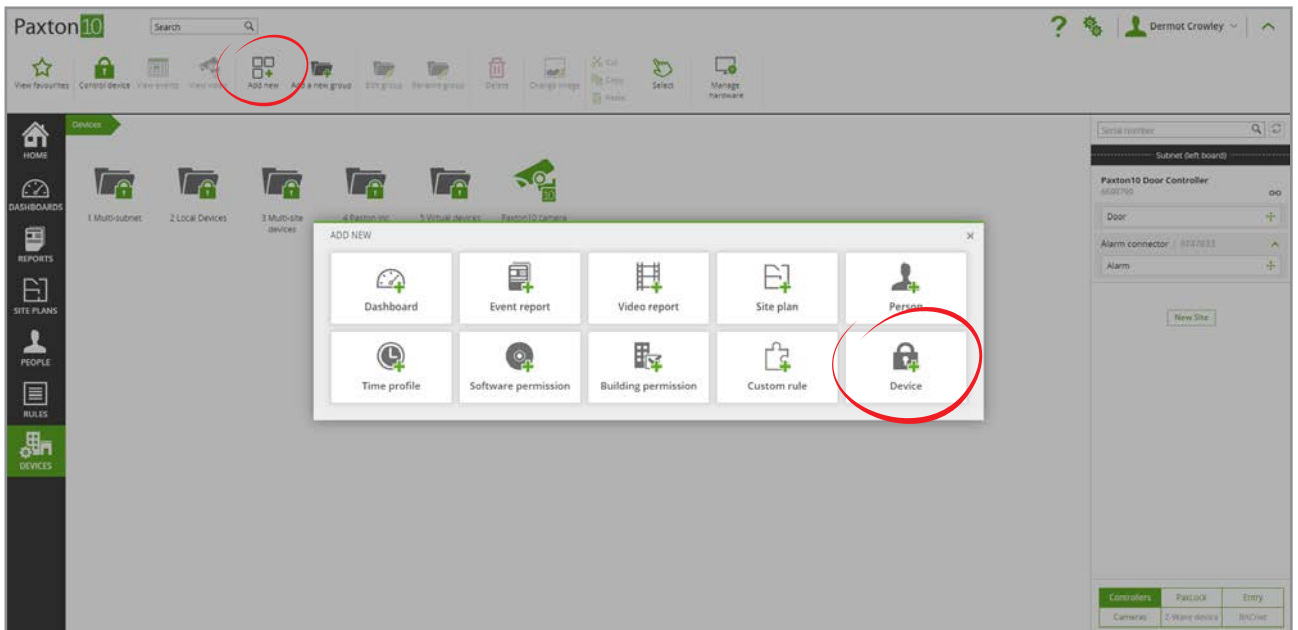 Paxton10
Search
Dermot Crowley
View favourites
Control device
View events
View video
Add new
Add a new group
Edit group
Rename group
Delete
Change image
Cut
Copy
Paste
Select
Manage hardware
HOME
DASHBOARDS
REPORTS
SITE PLANS
PEOPLE
RULES
DEVICES
Devices
1 Multi-subnet
2 Local Devices
3 Multi-site
devices
4 Paxton Inc
5 Virtual devices
Paxton10 camera
10
ADD NEW
Dashboard
Event report
Video report
Site plan
Person
Time profile
Software permission
Building permission
Custom rule
Device
Serial number
Subnet (left board)
Paxton10 Door Controller
Door
Alarm connector
Alarm
New Site
Controllers
PaxLock
Entry
Cameras
Z-Wave device
BACnet